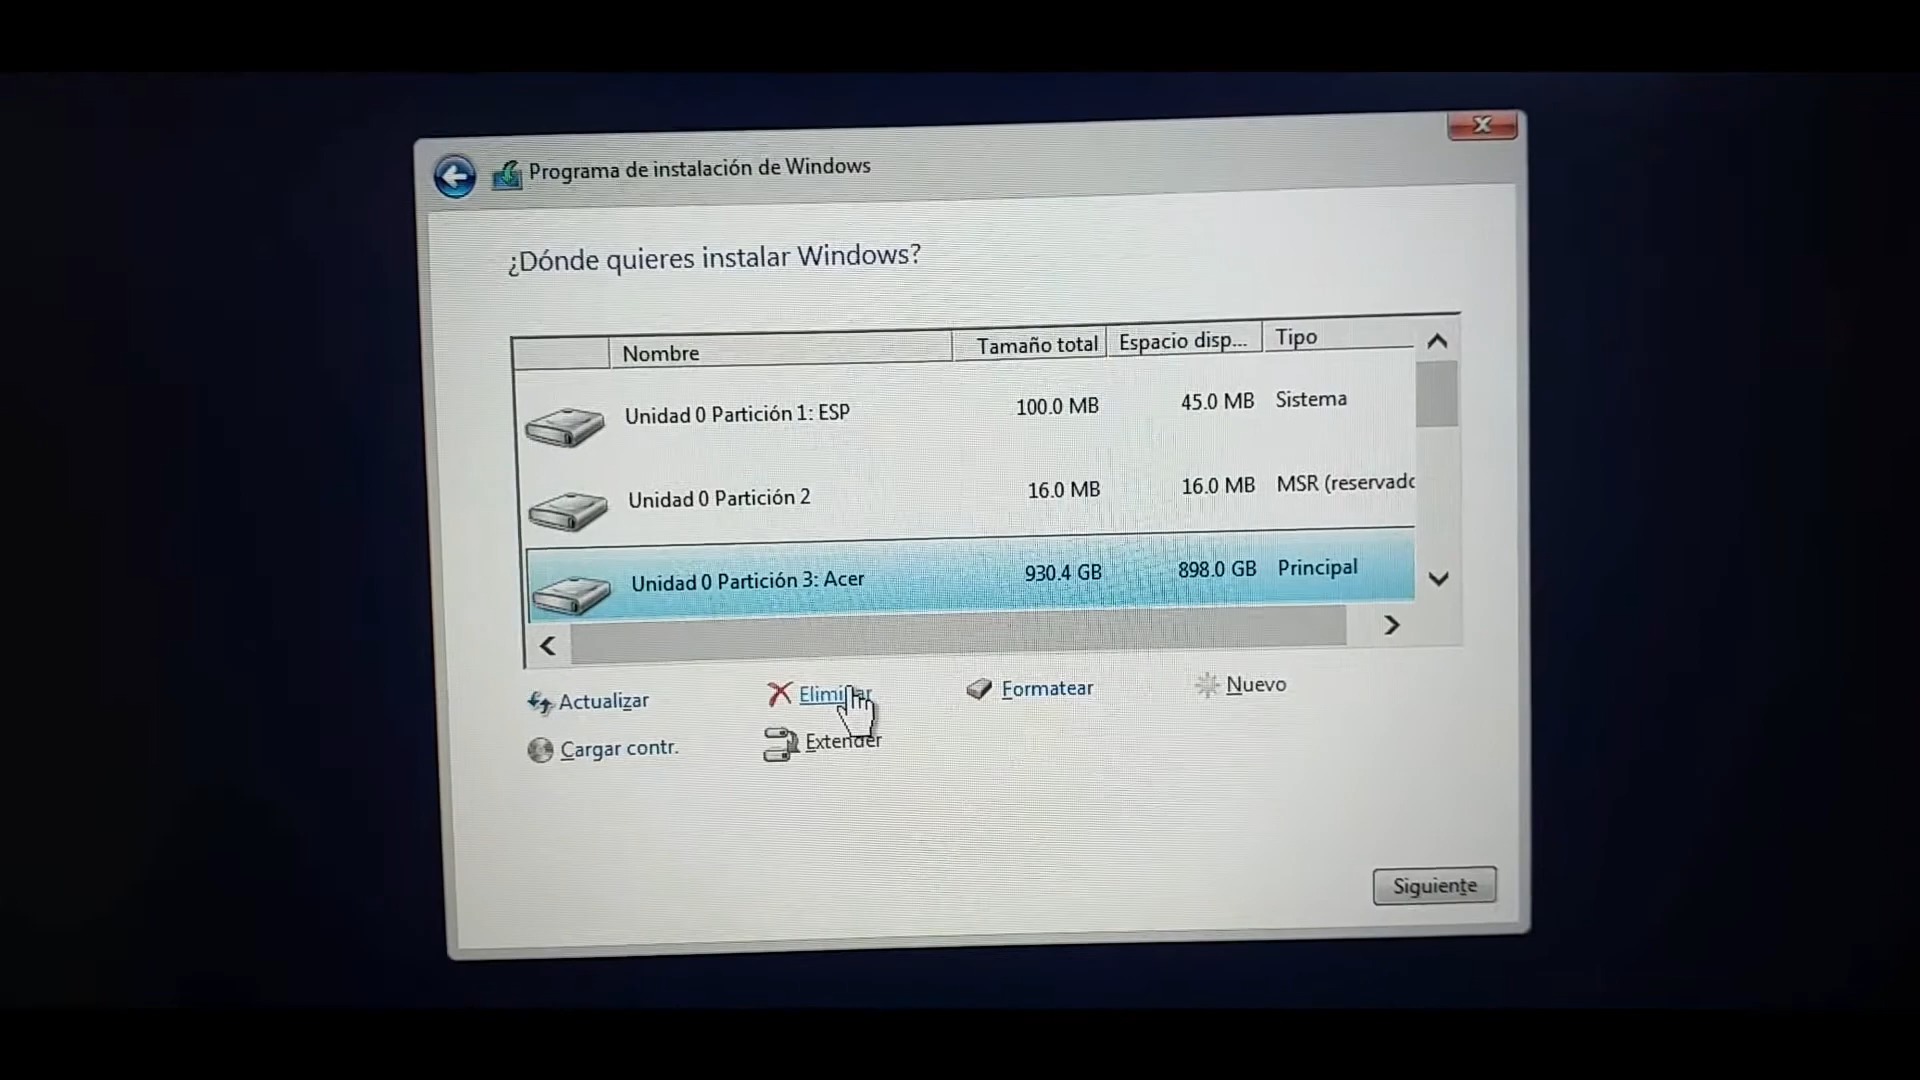 Programa de instalación de Windows
¿Dónde quieres instalar Windows?
Nombre Tamaño total Espacio disp... Tipo
Unidad 0 Partición 1: ESP 100.0 MB 45.0 MB Sistema
Unidad 0 Partición 2 16.0 MB 16.0 MB MSR (reservado
Unidad 0 Partición 3: Acer 930.4 GB 898.0 GB Principal
Actualizar Eliminar Formatear Nuevo
Cargar contr. Extender
Siguiente